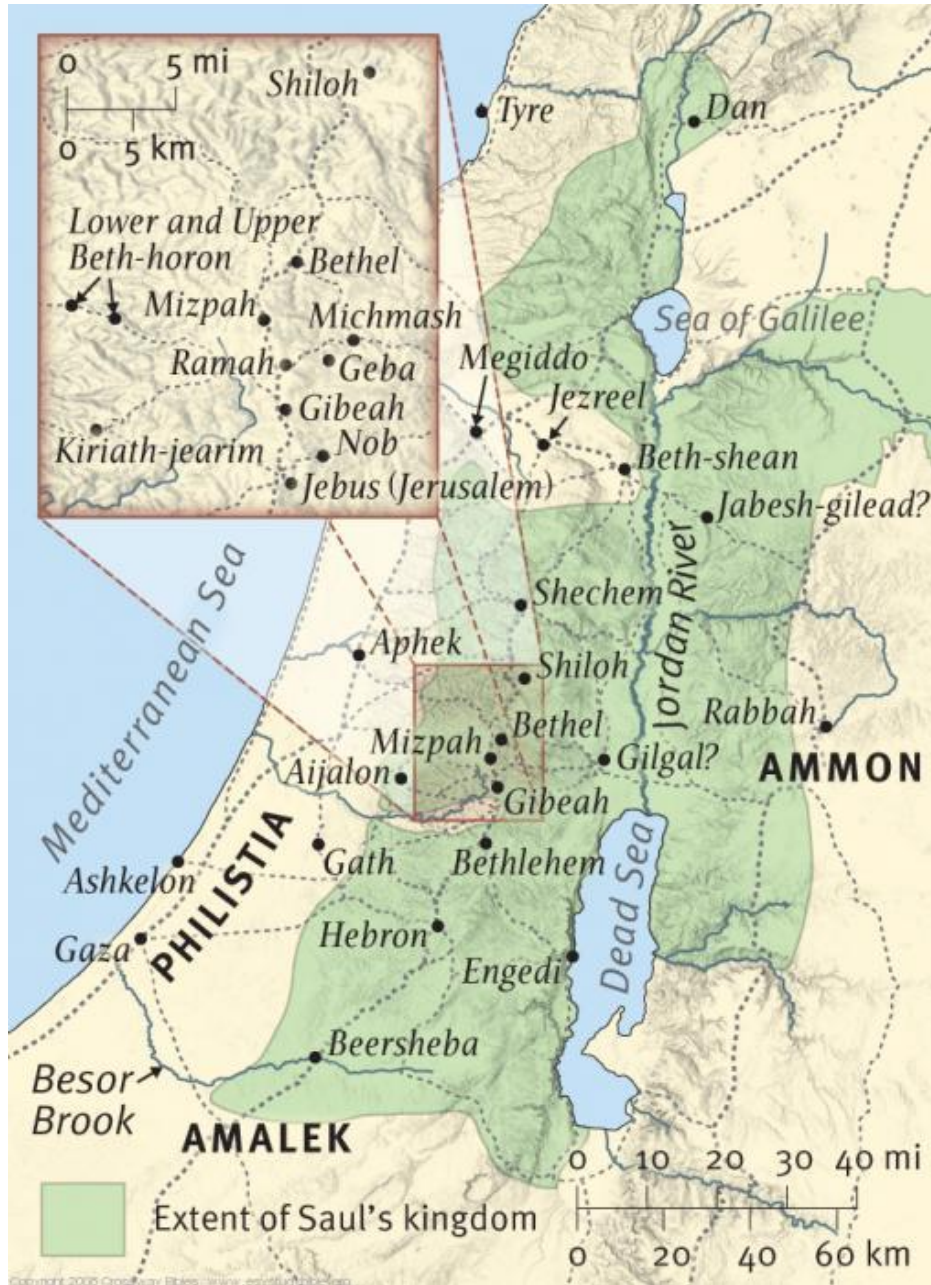 0 5 mi
0 5 km
Shiloh
Lower and Upper
Beth-horon
Bethel
Mizpah
Michmash
Ramah
Geba
Gibeah
Nob
Kiriath-jearim
Jebus (Jerusalem)
Tyre
Dan
Sea of Galilee
Megiddo
Jezreel
Beth-shean
Jabesh-gilead?
Jordan River
Shechem
Mediterranean Sea
Aphek
Shiloh
Bethel
Mizpah
Rabbah
Gilgal?
AMMON
Aijalon
Gibeah
PHILISTIA
Gath
Bethlehem
Ashkelon
Dead Sea
Hebron
Gaza
Engedi
Beersheba
Besor
Brook
AMALEK
0 10 20 30 40 mi
0 20 40 60 km
Extent of Saul's kingdom